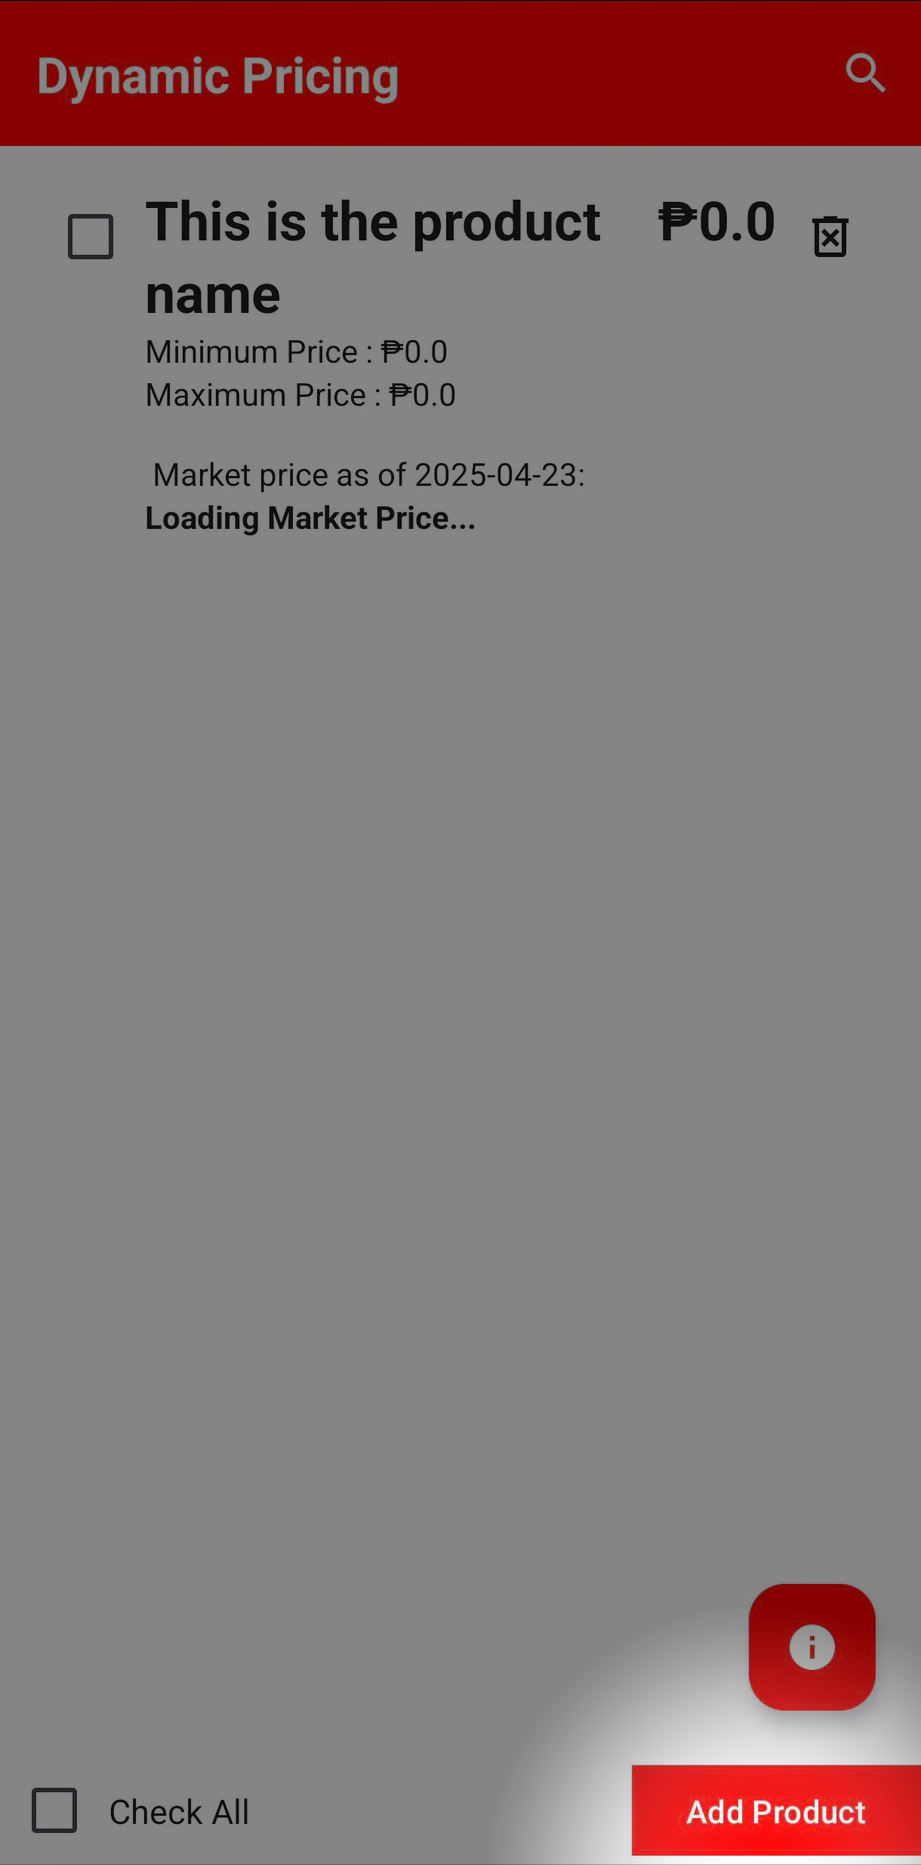 Dynamic Pricing
This is the product ₱0.0
name
Minimum Price : ₱0.0
Maximum Price : ₱0.0
Market price as of 2025-04-23:
Loading Market Price...
Check All
Add Product